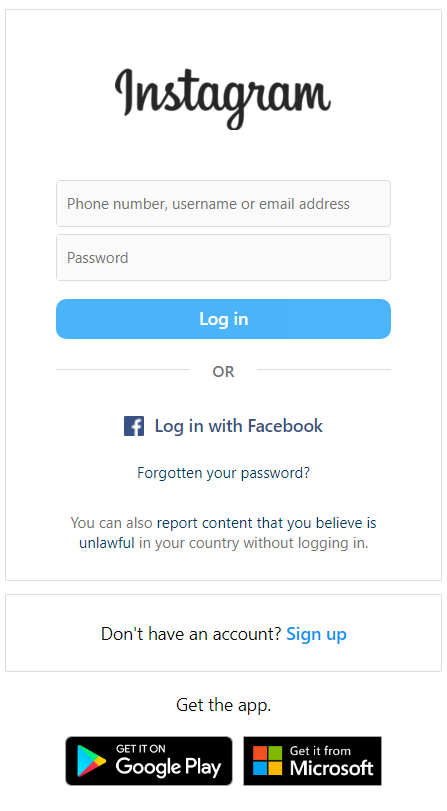 Instagram
Phone number, username or email address
Password
Log in
OR
Log in with Facebook
Forgotten your password?
You can also report content that you believe is
unlawful in your country without logging in.
Don't have an account? Sign up
Get the app.
GET IT ON
Google Play
Get it from
Microsoft